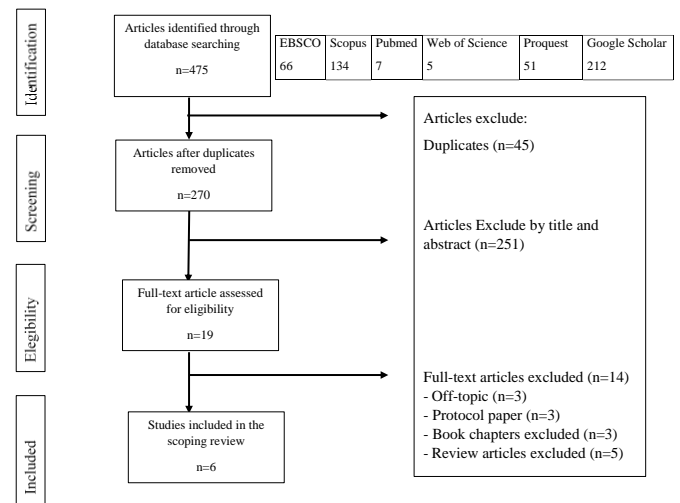 Identification
Articles identified through
database searching
n=475
EBSCO Scopus Pubmed Web of Science Proquest Google Scholar
66 134 7 5 51 212
Articles exclude:
Duplicates (n=45)
Screening
Articles after duplicates
removed
n=270
Articles Exclude by title and
abstract (n=251)
Elegibility
Full-text article assessed
for eligibility
n=19
Full-text articles excluded (n=14)
- Off-topic (n=3)
- Protocol paper (n=3)
- Book chapters excluded (n=3)
- Review articles excluded (n=5)
Included
Studies included in the
scoping review
n=6